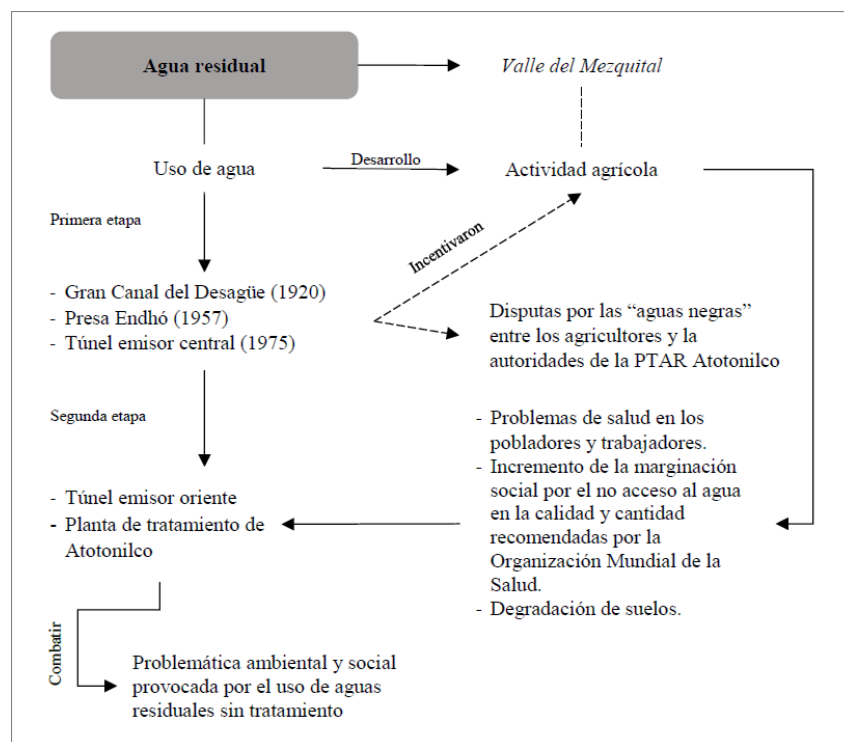 Agua residual
Valle del Mezquital
Uso de agua
Desarrollo
Actividad agrícola
Primera etapa
Incentivaron
- Gran Canal del Desagüe (1920)
- Presa Endhó (1957)
- Túnel emisor central (1975)
Disputas por las “aguas negras”
entre los agricultores y la
autoridades de la PTAR Atotonilco
Segunda etapa
- Problemas de salud en los
pobladores y trabajadores.
- Incremento de la marginación
social por el no acceso al agua
en la calidad y cantidad
recomendadas por la
Organización Mundial de la
Salud.
- Degradación de suelos.
- Túnel emisor oriente
- Planta de tratamiento de
Atotonilco
Combatir
Problemática ambiental y social
provocada por el uso de aguas
residuales sin tratamiento